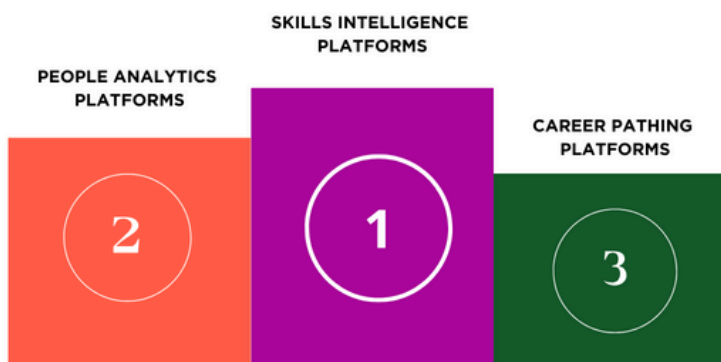 SKILLS INTELLIGENCE
PLATFORMS
PEOPLE ANALYTICS
PLATFORMS
CAREER PATHING
PLATFORMS
2
1
3